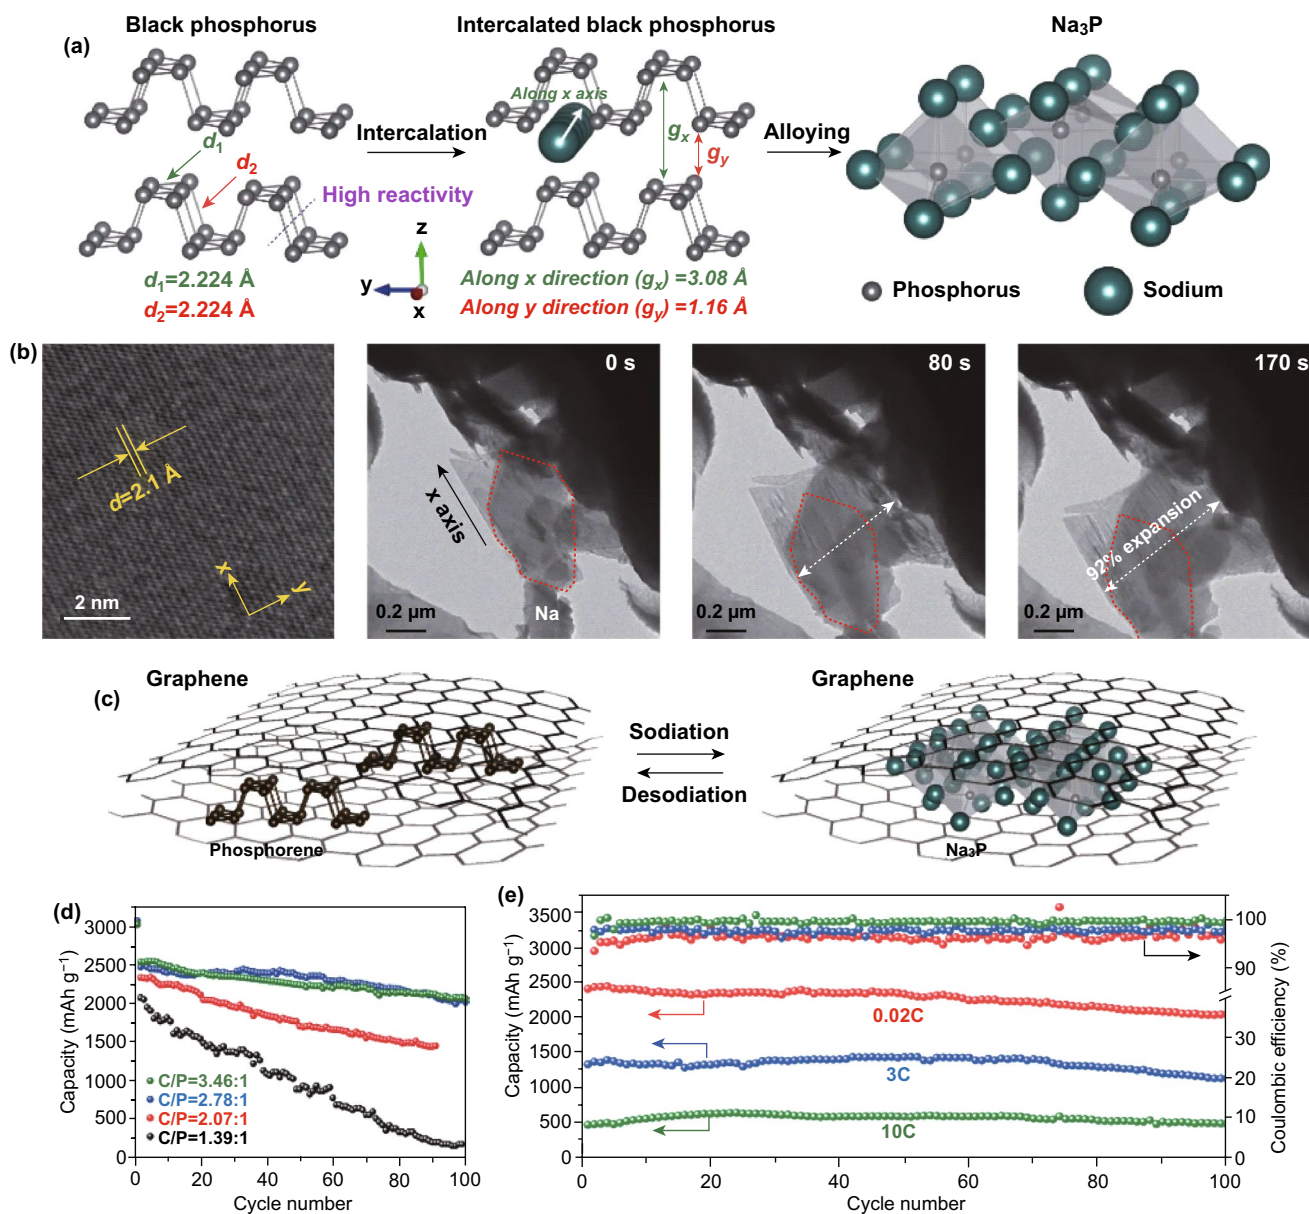 (a)
Black phosphorus
Intercalated black phosphorus
Na₃P
Along x axis
Intercalation
Alloying
d₁
d₂
gₓ
g_y
High reactivity
z
y
x
d₁=2.224 Å
d₂=2.224 Å
Along x direction (gₓ) =3.08 Å
Along y direction (g_y) =1.16 Å
Phosphorus
Sodium
(b)
d=2.1 Å
x
y
2 nm
0 s
x axis
Na
0.2 µm
80 s
0.2 µm
170 s
92% expansion
0.2 µm
(c)
Graphene
Phosphorene
Sodiation
Desodiation
Graphene
Na₃P
(d)
Capacity (mAh g⁻¹)
3000
2500
2000
1500
1000
500
0
C/P=3.46:1
C/P=2.78:1
C/P=2.07:1
C/P=1.39:1
0 20 40 60 80 100
Cycle number
(e)
Capacity (mAh g⁻¹)
3500
3000
2500
2000
1500
1000
500
0
0.02C
3C
10C
100
90
30
20
10
0
Coulombic efficiency (%)
0 20 40 60 80 100
Cycle number